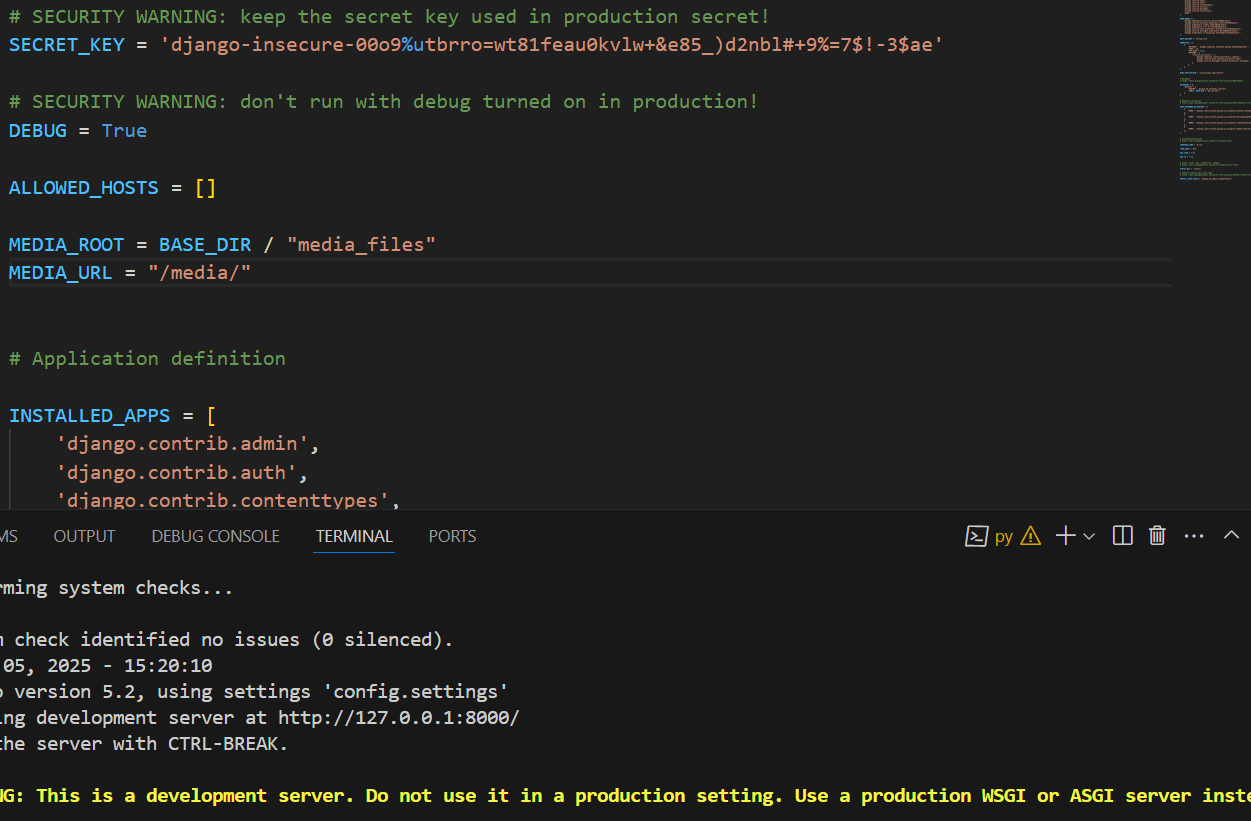 # SECURITY WARNING: keep the secret key used in production secret!
SECRET_KEY = 'django-insecure-00o9%utbrro=wt81feau0kvlw+&e85_)d2nbl#+9%=7$!-3$ae'
# SECURITY WARNING: don't run with debug turned on in production!
DEBUG = True
ALLOWED_HOSTS = []
MEDIA_ROOT = BASE_DIR / "media_files"
MEDIA_URL = "/media/"
# Application definition
INSTALLED_APPS = [
'django.contrib.admin',
'django.contrib.auth',
'django.contrib.contenttypes',
MS OUTPUT DEBUG CONSOLE TERMINAL PORTS py
rming system checks...
m check identified no issues (0 silenced).
05, 2025 - 15:20:10
o version 5.2, using settings 'config.settings'
ing development server at http://127.0.0.1:8000/
the server with CTRL-BREAK.
NG: This is a development server. Do not use it in a production setting. Use a production WSGI or ASGI server inste